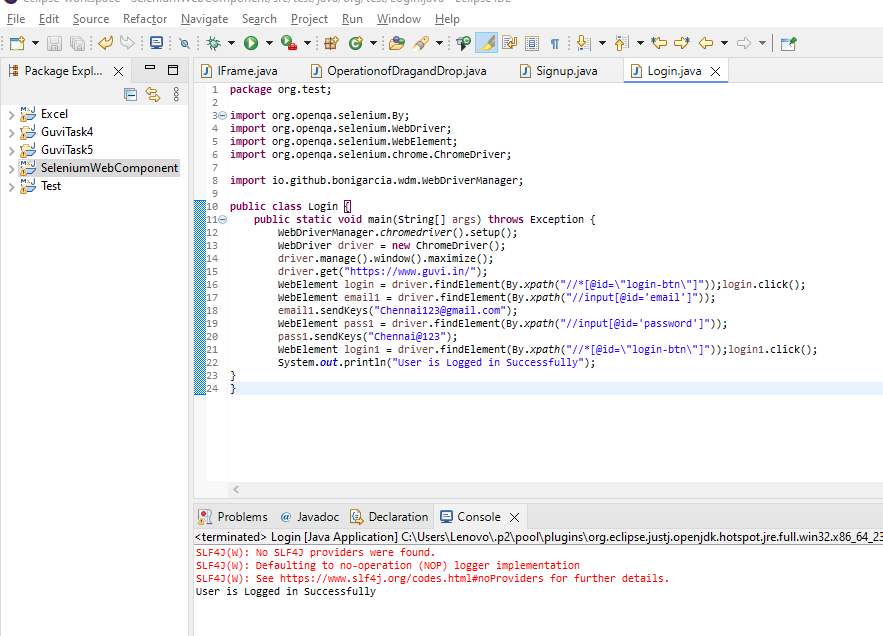 eclipse-workspace - SeleniumWebComponent/src/test/java/org/test/Login.java - Eclipse IDE
File Edit Source Refactor Navigate Search Project Run Window Help
Package Expl...
IFrame.java OperationofDragandDrop.java Signup.java Login.java
Excel
GuviTask4
GuviTask5
SeleniumWebComponent
Test
1 package org.test;
2
3 import org.openqa.selenium.By;
4 import org.openqa.selenium.WebDriver;
5 import org.openqa.selenium.WebElement;
6 import org.openqa.selenium.chrome.ChromeDriver;
7
8 import io.github.bonigarcia.wdm.WebDriverManager;
9
10 public class Login {
11 public static void main(String[] args) throws Exception {
12 WebDriverManager.chromedriver().setup();
13 WebDriver driver = new ChromeDriver();
14 driver.manage().window().maximize();
15 driver.get("https://www.guvi.in/");
16 WebElement login = driver.findElement(By.xpath("//*[@id=\"login-btn\"]"));login.click();
17 WebElement email1 = driver.findElement(By.xpath("//input[@id='email']"));
18 email1.sendKeys("Chennai123@gmail.com");
19 WebElement pass1 = driver.findElement(By.xpath("//input[@id='password']"));
20 pass1.sendKeys("Chennai@123");
21 WebElement login1 = driver.findElement(By.xpath("//*[@id=\"login-btn\"]"));login1.click();
22 System.out.println("User is Logged in Successfully");
23 }
24 }
Problems @ Javadoc Declaration Console
<terminated> Login [Java Application] C:\Users\Lenovo\.p2\pool\plugins\org.eclipse.justj.openjdk.hotspot.jre.full.win32.x86_64_23
SLF4J(W): No SLF4J providers were found.
SLF4J(W): Defaulting to no-operation (NOP) logger implementation
SLF4J(W): See https://www.slf4j.org/codes.html#noProviders for further details.
User is Logged in Successfully